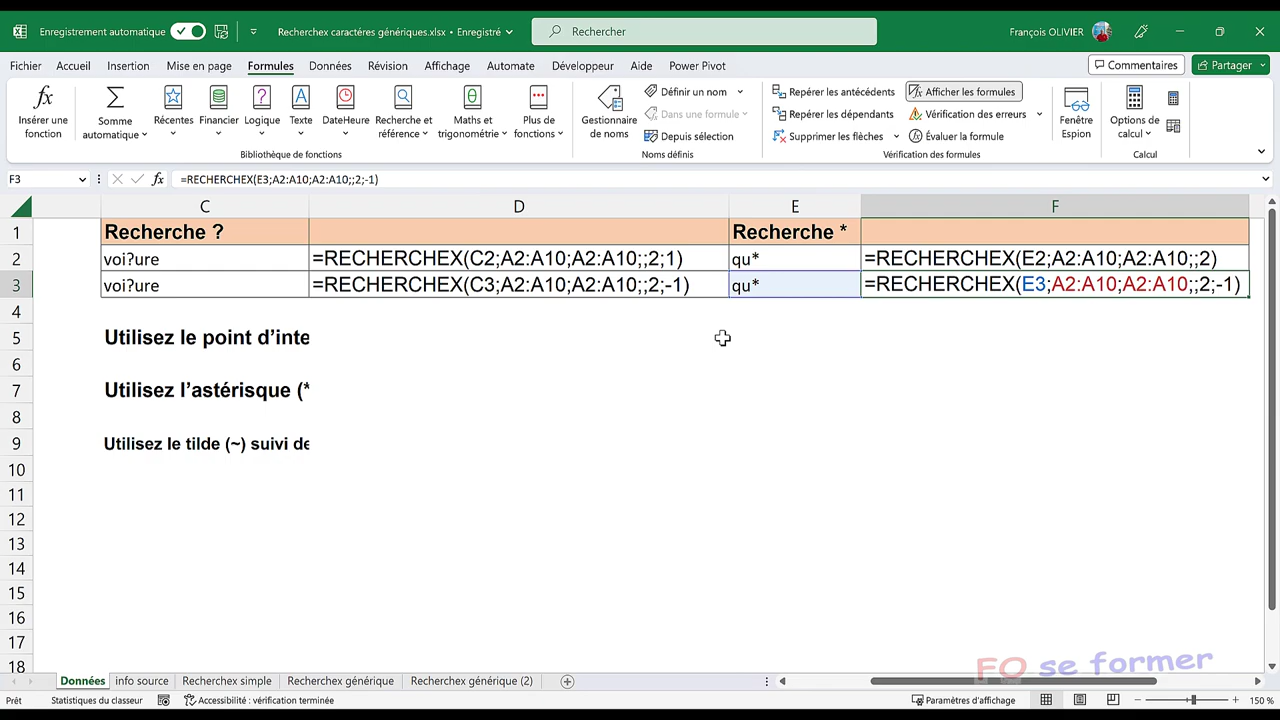 Enregistrement automatique
Recherchex caractères génériques.xlsx • Enregistré
Rechercher
François OLIVIER
Fichier Accueil Insertion Mise en page Formules Données Révision Affichage Automate Développeur Aide Power Pivot Commentaires Partager
Insérer une fonction
Somme automatique
Récentes
Financier
Logique
Texte
DateHeure
Recherche et référence
Maths et trigonométrie
Plus de fonctions
Bibliothèque de fonctions
Gestionnaire de noms
Définir un nom
Dans une formule
Depuis sélection
Noms définis
Repérer les antécédents
Repérer les dépendants
Supprimer les flèches
Afficher les formules
Vérification des erreurs
Évaluer la formule
Vérification des formules
Fenêtre Espion
Options de calcul
Calcul
F3 fx =RECHERCHEX(E3;A2:A10;A2:A10;;2;-1)
C D E F
1 Recherche ? Recherche *
2 voi?ure =RECHERCHEX(C2;A2:A10;A2:A10;;2;1) qu* =RECHERCHEX(E2;A2:A10;A2:A10;;2)
3 voi?ure =RECHERCHEX(C3;A2:A10;A2:A10;;2;-1) qu* =RECHERCHEX(E3;A2:A10;A2:A10;;2;-1)
4
5 Utilisez le point d’inte
6
7 Utilisez l’astérisque (*
8
9 Utilisez le tilde (~) suivi de
10
11
12
13
14
15
16
17
18
FO se former
Données info source Recherchex simple Recherchex générique Recherchex générique (2)
Prêt Statistiques du classeur Accessibilité : vérification terminée Paramètres d'affichage 150 %